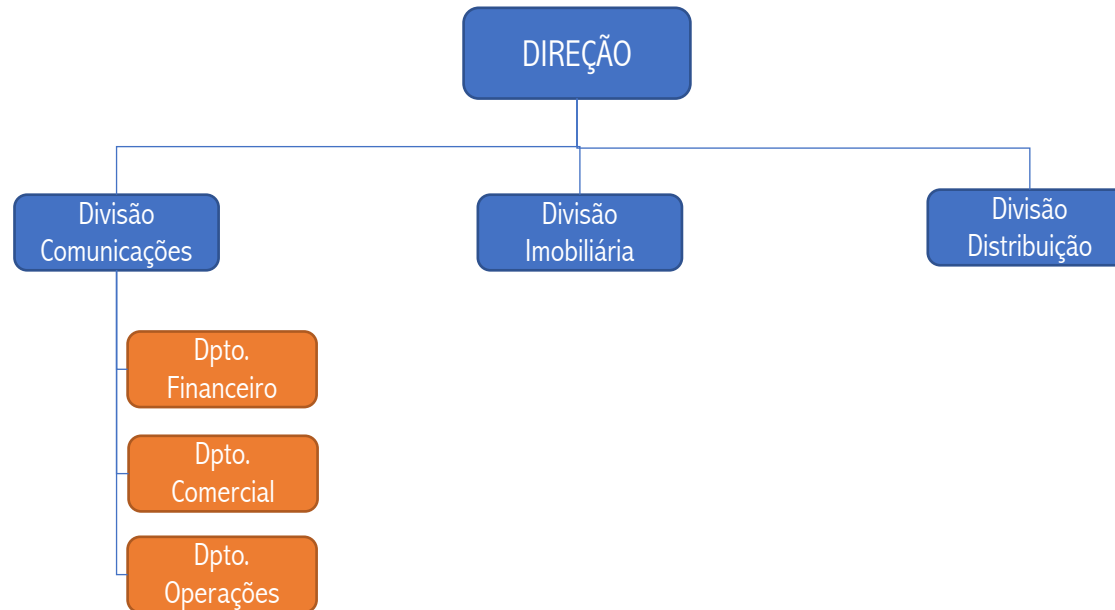 DIREÇÃO
Divisão
Comunicações
Divisão
Imobiliária
Divisão
Distribuição
Dpto.
Financeiro
Dpto.
Comercial
Dpto.
Operações